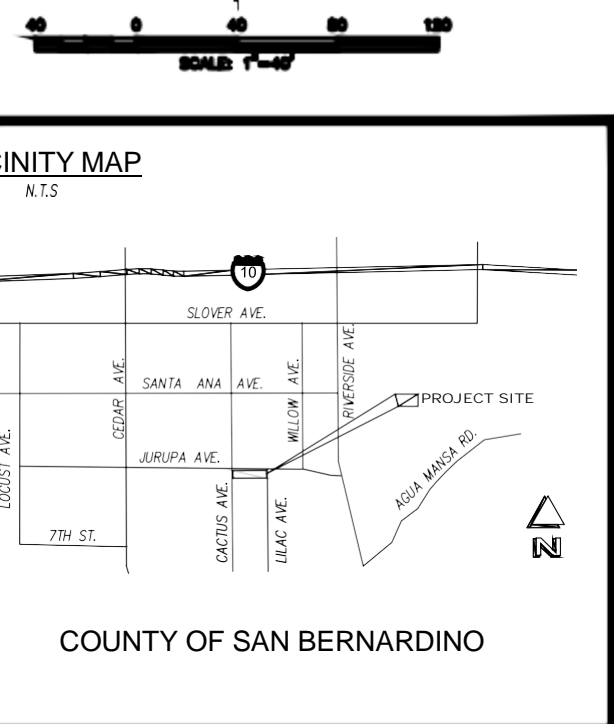 40 0 40 80 120
SCALE: 1"=40'
CINITY MAP
N.T.S
10
SLOVER AVE.
CEDAR AVE.
SANTA ANA AVE.
WILLOW AVE.
RIVERSIDE AVE.
PROJECT SITE
LOCUST AVE.
JURUPA AVE.
AGUA MANSA RD.
CACTUS AVE.
LILAC AVE.
7TH ST.
N
COUNTY OF SAN BERNARDINO